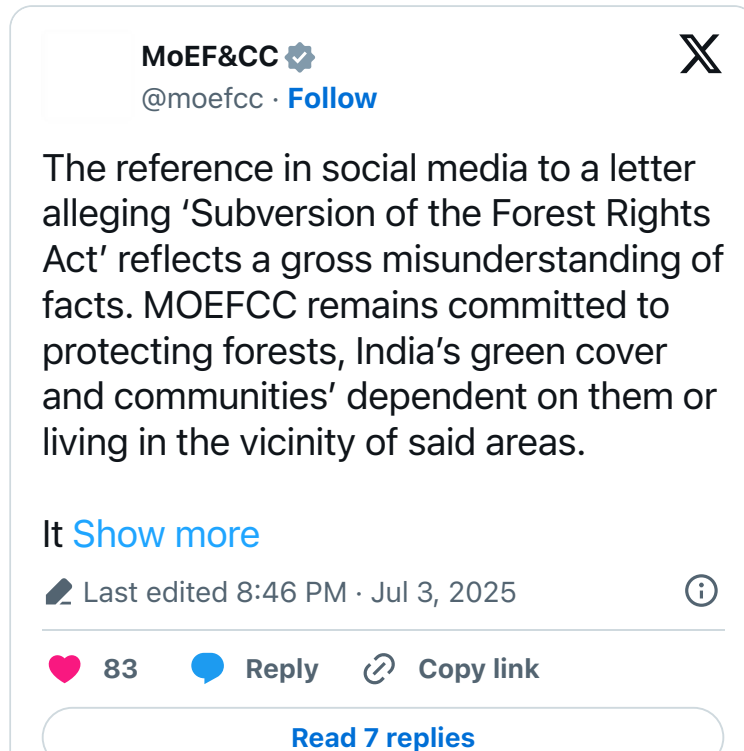 MoEF&CC
@moefcc · Follow
The reference in social media to a letter
alleging ‘Subversion of the Forest Rights
Act’ reflects a gross misunderstanding of
facts. MOEFCC remains committed to
protecting forests, India’s green cover
and communities’ dependent on them or
living in the vicinity of said areas.
It Show more
Last edited 8:46 PM · Jul 3, 2025
83 Reply Copy link
Read 7 replies